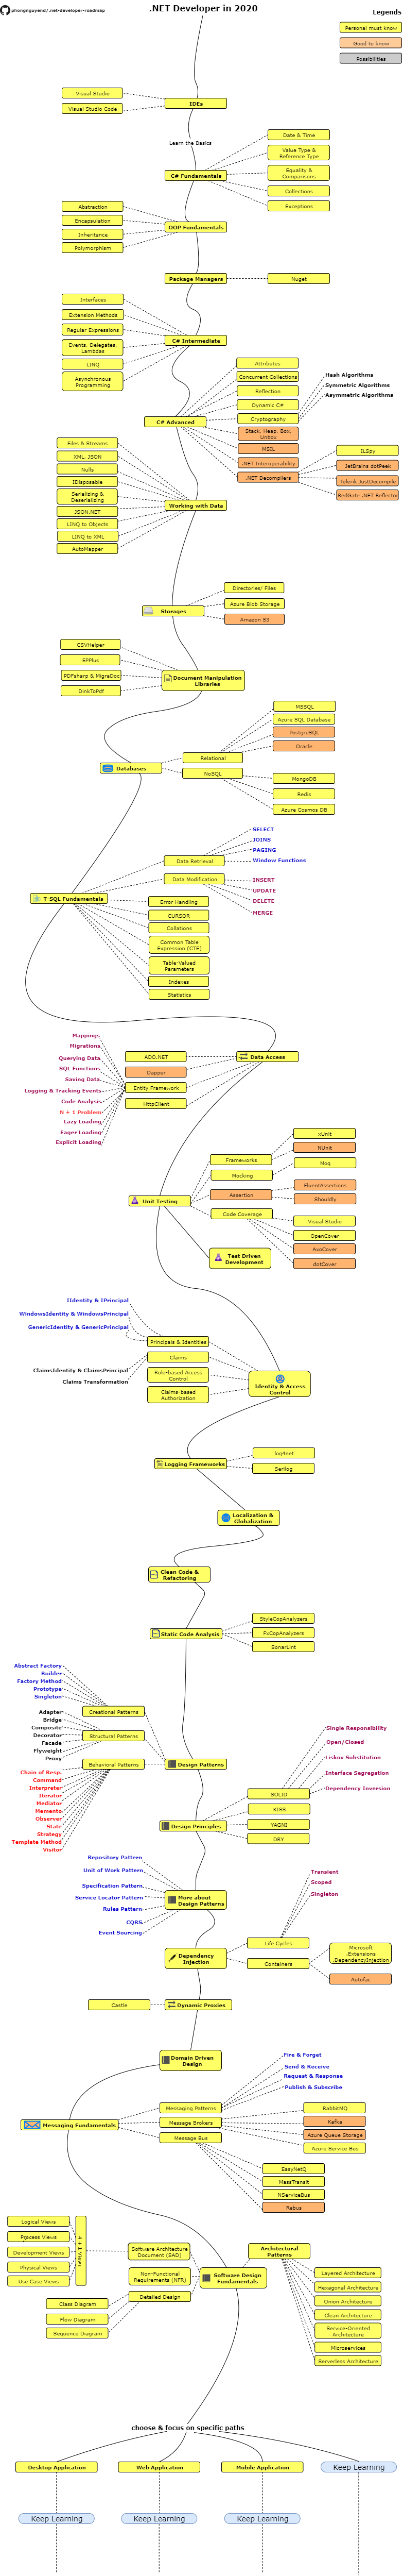 .NET Developer in 2020
phongnguyend/.net-developer-roadmap
Legends
Personal must know
Good to know
Possibilities
Visual Studio
Visual Studio Code
IDEs
Learn the Basics
Date & Time
Value Type &
Reference Type
Equality &
Comparisons
Collections
Exceptions
C# Fundamentals
Abstraction
Encapsulation
Inheritance
Polymorphism
OOP Fundamentals
Package Managers
Nuget
Interfaces
Extension Methods
Regular Expressions
Events, Delegates,
Lambdas
LINQ
Asynchronous
Programming
C# Intermediate
Attributes
Concurrent Collections
Reflection
Dynamic C#
Cryptography
Stack, Heap, Box,
Unbox
MSIL
.NET Interoperability
.NET Decompilers
Hash Algorithms
Symmetric Algorithms
Asymmetric Algorithms
C# Advanced
ILSpy
JetBrains dotPeek
Telerik JustDecompile
RedGate .NET Reflector
Files & Streams
XML, JSON
Nulls
IDisposable
Serializing &
Deserializing
JSON.NET
LINQ to Objects
LINQ to XML
AutoMapper
Working with Data
Directories/ Files
Azure Blob Storage
Amazon S3
Storages
CSVHelper
EPPlus
PDFsharp & MigraDoc
DinkToPdf
Document Manipulation
Libraries
MSSQL
Azure SQL Database
PostgreSQL
Oracle
Relational
NoSQL
MongoDB
Redis
Azure Cosmos DB
Databases
SELECT
JOINS
PAGING
Window Functions
Data Retrieval
Data Modification
INSERT
UPDATE
DELETE
MERGE
T-SQL Fundamentals
Error Handling
CURSOR
Collations
Common Table
Expression (CTE)
Table-Valued
Parameters
Indexes
Statistics
Mappings
Migrations
Querying Data
SQL Functions
Saving Data
Logging & Tracking Events
Code Analysis
N + 1 Problem
Lazy Loading
Eager Loading
Explicit Loading
ADO.NET
Dapper
Entity Framework
HttpClient
Data Access
xUnit
NUnit
Moq
Frameworks
Mocking
Assertion
Code Coverage
FluentAssertions
Shouldly
Visual Studio
OpenCover
AxoCover
dotCover
Unit Testing
Test Driven
Development
IIdentity & IPrincipal
WindowsIdentity & WindowsPrincipal
GenericIdentity & GenericPrincipal
Principals & Identities
Claims
Role-based Access
Control
Claims-based
Authorization
ClaimsIdentity & ClaimsPrincipal
Claims Transformation
Identity & Access
Control
Logging Frameworks
log4net
Serilog
Localization &
Globalization
Clean Code &
Refactoring
Static Code Analysis
StyleCopAnalyzers
FxCopAnalyzers
SonarLint
Abstract Factory
Builder
Factory Method
Prototype
Singleton
Adapter
Bridge
Composite
Decorator
Facade
Flyweight
Proxy
Chain of Resp.
Command
Interpreter
Iterator
Mediator
Memento
Observer
State
Strategy
Template Method
Visitor
Creational Patterns
Structural Patterns
Behavioral Patterns
Design Patterns
Single Responsibility
Open/Closed
Liskov Substitution
Interface Segregation
Dependency Inversion
SOLID
KISS
YAGNI
DRY
Design Principles
Repository Pattern
Unit of Work Pattern
Specification Pattern
Service Locator Pattern
Rules Pattern
CQRS
Event Sourcing
More about
Design Patterns
Transient
Scoped
Singleton
Life Cycles
Containers
Microsoft
.Extensions
.DependencyInjection
Autofac
Dependency
Injection
Castle
Dynamic Proxies
Domain Driven
Design
Fire & Forget
Send & Receive
Request & Response
Publish & Subscribe
Messaging Patterns
Message Brokers
Message Bus
RabbitMQ
Kafka
Azure Queue Storage
Azure Service Bus
EasyNetQ
MassTransit
NServiceBus
Rebus
Messaging Fundamentals
Logical Views
Prpcess Views
Development Views
Physical Views
Use Case Views
4 + 1 Views
Software Architecture
Document (SAD)
Non-Functional
Requirements (NFR)
Detailed Design
Class Diagram
Flow Diagram
Sequence Diagram
Software Design
Fundamentals
Architectural
Patterns
Layered Architecture
Hexagonal Architecture
Onion Architecture
Clean Architecture
Service-Oriented
Architecture
Microservices
Serverless Architecture
choose & focus on specific paths
Desktop Application
Web Application
Mobile Application
Keep Learning
Keep Learning
Keep Learning
Keep Learning